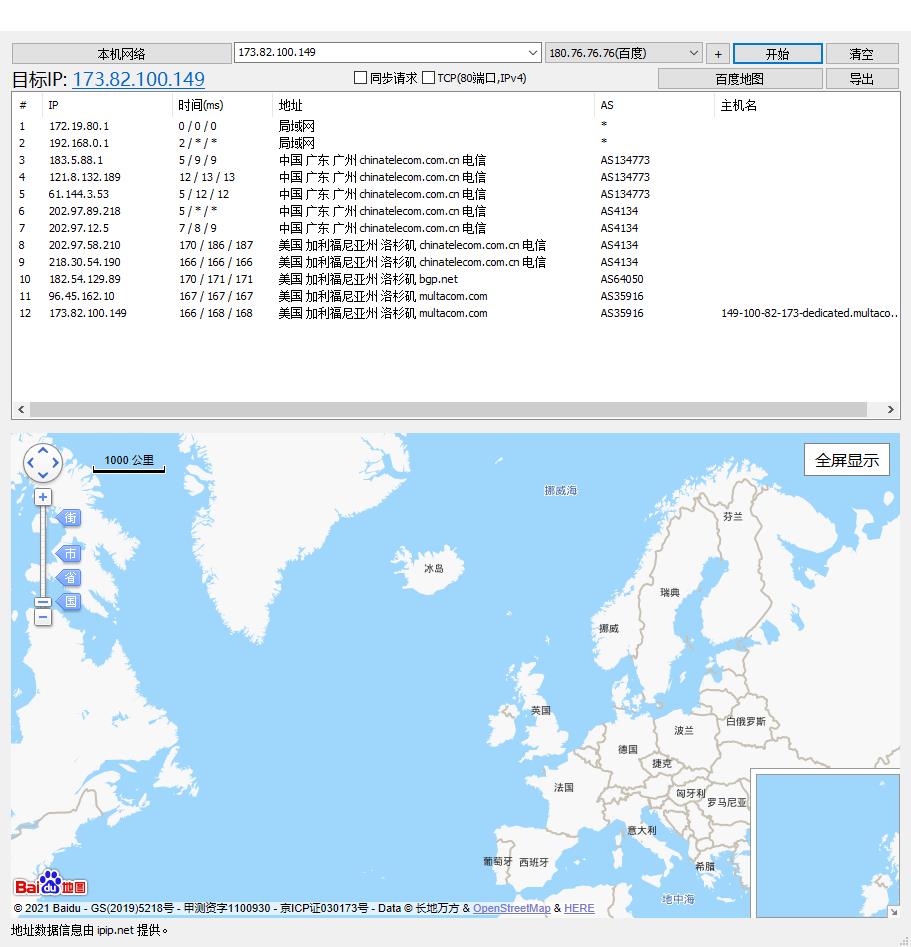 本机网络 173.82.100.149 180.76.76.76(百度) + 开始 清空
目标IP: 173.82.100.149 同步请求 TCP(80端口,IPv4) 百度地图 导出
# IP 时间(ms) 地址 AS 主机名
1 172.19.80.1 0 / 0 / 0 局域网 *
2 192.168.0.1 2 / * / * 局域网 *
3 183.5.88.1 5 / 9 / 9 中国 广东 广州 chinatelecom.com.cn 电信 AS134773
4 121.8.132.189 12 / 13 / 13 中国 广东 广州 chinatelecom.com.cn 电信 AS134773
5 61.144.3.53 5 / 12 / 12 中国 广东 广州 chinatelecom.com.cn 电信 AS134773
6 202.97.89.218 5 / * / * 中国 广东 广州 chinatelecom.com.cn 电信 AS4134
7 202.97.12.5 7 / 8 / 9 中国 广东 广州 chinatelecom.com.cn 电信 AS4134
8 202.97.58.210 170 / 186 / 187 美国 加利福尼亚州 洛杉矶 chinatelecom.com.cn 电信 AS4134
9 218.30.54.190 166 / 166 / 166 美国 加利福尼亚州 洛杉矶 chinatelecom.com.cn 电信 AS4134
10 182.54.129.89 170 / 171 / 171 美国 加利福尼亚州 洛杉矶 bgp.net AS64050
11 96.45.162.10 167 / 167 / 167 美国 加利福尼亚州 洛杉矶 multacom.com AS35916
12 173.82.100.149 166 / 168 / 168 美国 加利福尼亚州 洛杉矶 multacom.com AS35916 149-100-82-173-dedicated.multaco..
1000 公里
全屏显示
挪威海
街
芬兰
市
冰岛
省
瑞典
国
挪威
英国
白俄罗斯
波兰
德国
捷克
法国
匈牙利
罗马尼亚
意大利
葡萄牙 西班牙
希腊
Bai du 地图
地中海
© 2021 Baidu - GS(2019)5218号 - 甲测资字1100930 - 京ICP证030173号 - Data © 长地万方 & OpenStreetMap & HERE
地址数据信息由 ipip.net 提供。